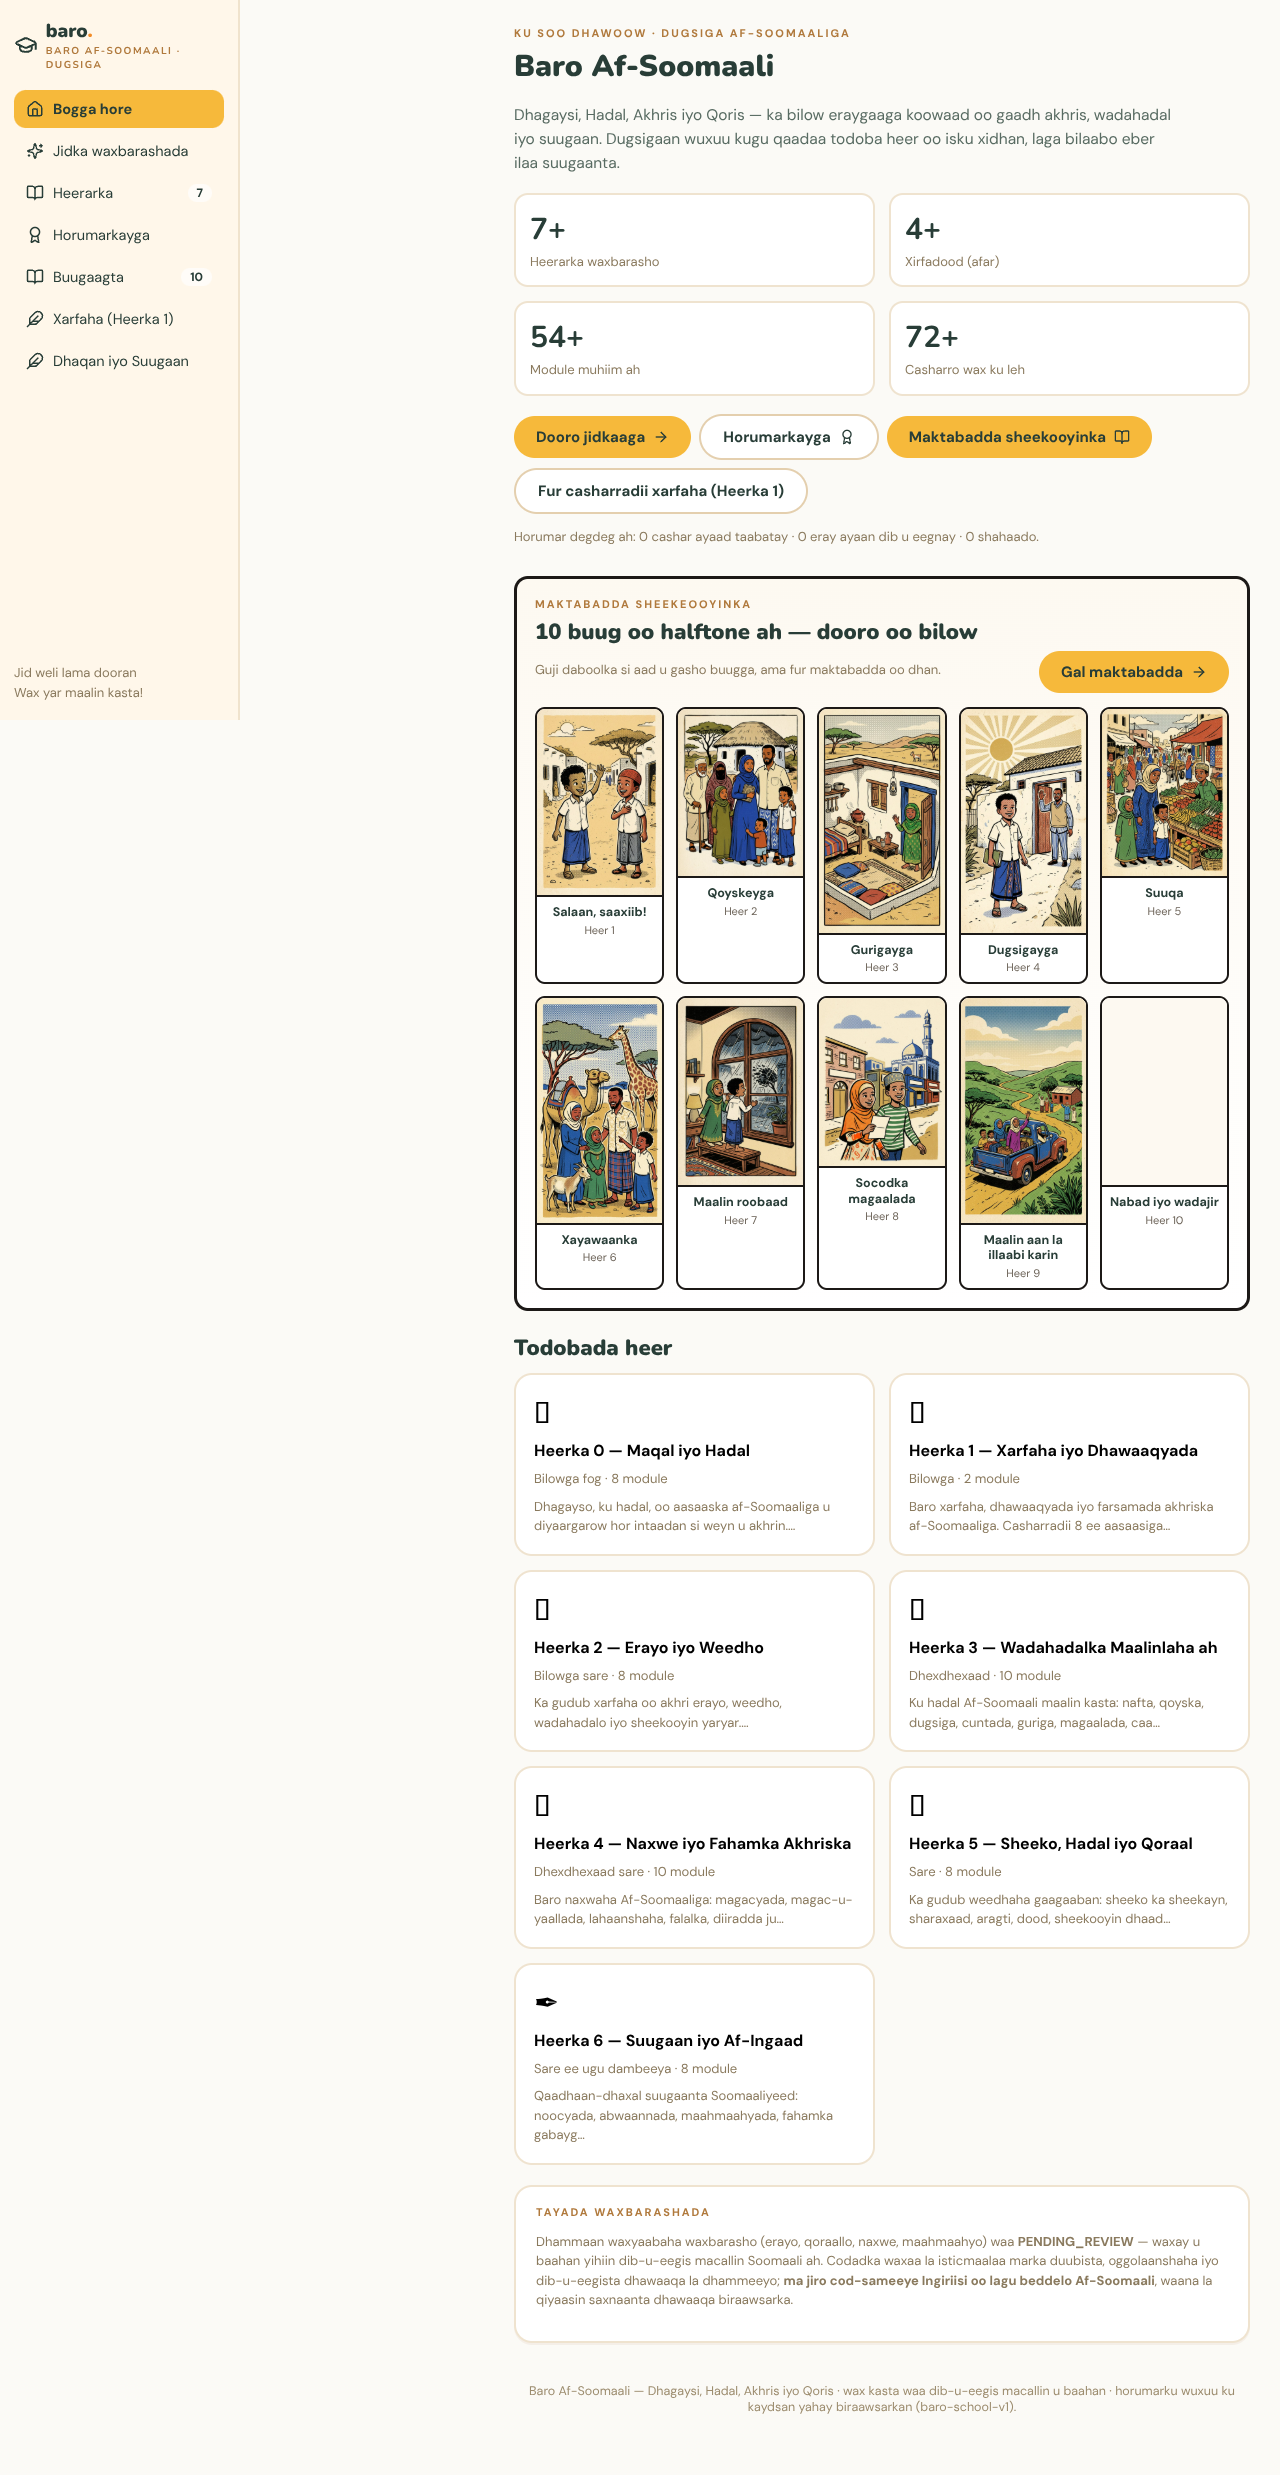 baro.
BARO AF-SOOMAALI ·
DUGSIGA
Bogga hore
Jidka waxbarashada
Heerarka 7
Horumarkayga
Buugaagta 10
Xarfaha (Heerka 1)
Dhaqan iyo Suugaan
Jid weli lama dooran
Wax yar maalin kasta!
KU SOO DHAWOOW · DUGSIGA AF-SOOMAALIGA
Baro Af-Soomaali
Dhagaysi, Hadal, Akhris iyo Qoris — ka bilow eraygaaga koowaad oo gaadh akhris, wadahadal
iyo suugaan. Dugsigaan wuxuu kugu qaadaa todoba heer oo isku xidhan, laga bilaabo eber
ilaa suugaanta.
7+
Heerarka waxbarasho
4+
Xirfadood (afar)
54+
Module muhiim ah
72+
Casharro wax ku leh
Dooro jidkaaga
Horumarkayga
Maktabadda sheekooyinka
Fur casharradii xarfaha (Heerka 1)
Horumar degdeg ah: 0 cashar ayaad taabatay · 0 eray ayaan dib u eegnay · 0 shahaado.
MAKTABADDA SHEEKEOOYINKA
10 buug oo halftone ah — dooro oo bilow
Guji daboolka si aad u gasho buugga, ama fur maktabadda oo dhan.
Gal maktabadda
Salaan, saaxiib!
Heer 1
Qoyskeyga
Heer 2
Gurigayga
Heer 3
Dugsigayga
Heer 4
Suuqa
Heer 5
Xayawaanka
Heer 6
Maalin roobaad
Heer 7
Socodka
magaalada
Heer 8
Maalin aan la
illaabi karin
Heer 9
Nabad iyo wadajir
Heer 10
Todobada heer
Heerka 0 — Maqal iyo Hadal
Bilowga fog · 8 module
Dhagayso, ku hadal, oo aasaaska af-Soomaaliga u
diyaargarow hor intaadan si weyn u akhrin.…
Heerka 1 — Xarfaha iyo Dhawaaqyada
Bilowga · 2 module
Baro xarfaha, dhawaaqyada iyo farsamada akhriska
af-Soomaaliga. Casharradii 8 ee aasaasiga…
Heerka 2 — Erayo iyo Weedho
Bilowga sare · 8 module
Ka gudub xarfaha oo akhri erayo, weedho,
wadahadalo iyo sheekooyin yaryar.…
Heerka 3 — Wadahadalka Maalinlaha ah
Dhexdhexaad · 10 module
Ku hadal Af-Soomaali maalin kasta: nafta, qoyska,
dugsiga, cuntada, guriga, magaalada, caa…
Heerka 4 — Naxwe iyo Fahamka Akhriska
Dhexdhexaad sare · 10 module
Baro naxwaha Af-Soomaaliga: magacyada, magac-u-
yaallada, lahaanshaha, falalka, diiradda ju…
Heerka 5 — Sheeko, Hadal iyo Qoraal
Sare · 8 module
Ka gudub weedhaha gaagaaban: sheeko ka sheekayn,
sharaxaad, aragti, dood, sheekooyin dhaad…
Heerka 6 — Suugaan iyo Af-Ingaad
Sare ee ugu dambeeya · 8 module
Qaadhaan-dhaxal suugaanta Soomaaliyeed:
noocyada, abwaannada, maahmaahyada, fahamka
gabayg…
TAYADA WAXBARASHADA
Dhammaan waxyaabaha waxbarasho (erayo, qoraallo, naxwe, maahmaahyo) waa PENDING_REVIEW — waxay u
baahan yihiin dib-u-eegis macallin Soomaali ah. Codadka waxaa la isticmaalaa marka duubista, oggolaanshaha iyo
dib-u-eegista dhawaaqa la dhammeeyo; ma jiro cod-sameeye Ingiriisi oo lagu beddelo Af-Soomaali, waana la
qiyaasin saxnaanta dhawaaqa biraawsarka.
Baro Af-Soomaali — Dhagaysi, Hadal, Akhris iyo Qoris · wax kasta waa dib-u-eegis macallin u baahan · horumarku wuxuu ku
kaydsan yahay biraawsarkan (baro-school-v1).